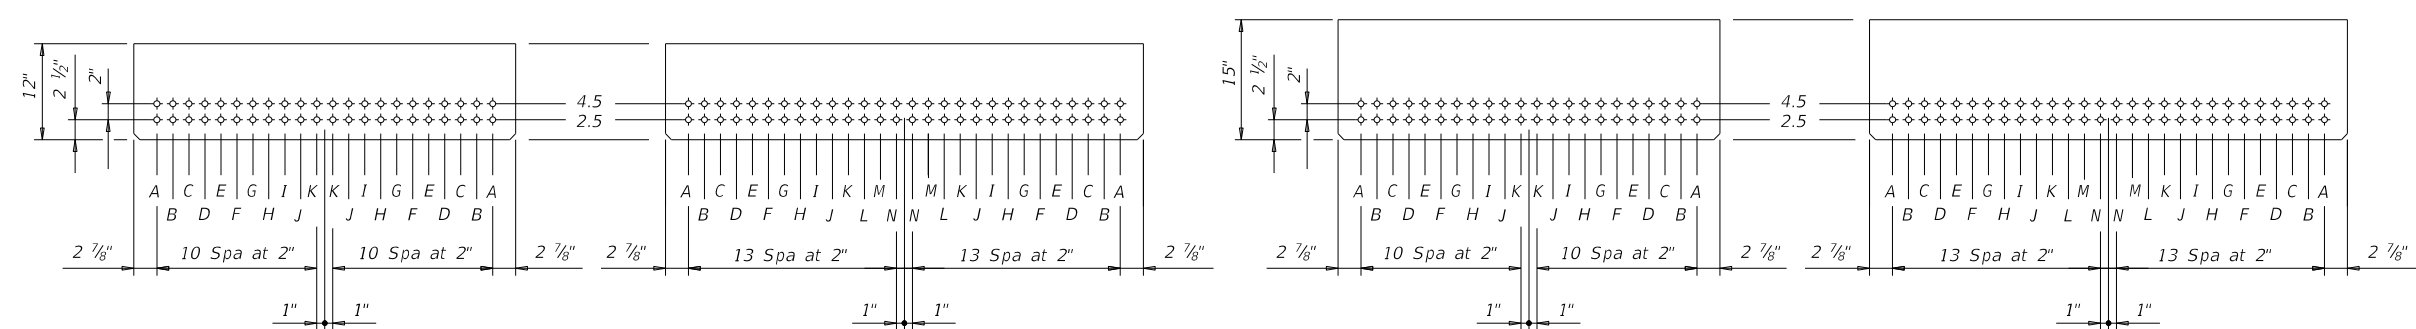 12"
2 ½"
2"
4.5
2.5
15"
2 ½"
2"
4.5
2.5
A C E G I K K I G E C A
B D F H J J H F D B
A C E G I K M M K I G E C A
B D F H J L N N L J H F D B
A C E G I K K I G E C A
B D F H J J H F D B
A C E G I K M M K I G E C A
B D F H J L N N L J H F D B
2 ⅞" 10 Spa at 2" 10 Spa at 2" 2 ⅞"
2 ⅞" 13 Spa at 2" 13 Spa at 2" 2 ⅞"
2 ⅞" 10 Spa at 2" 10 Spa at 2" 2 ⅞"
2 ⅞" 13 Spa at 2" 13 Spa at 2" 2 ⅞"
1" 1"
1" 1"
1" 1"
1" 1"